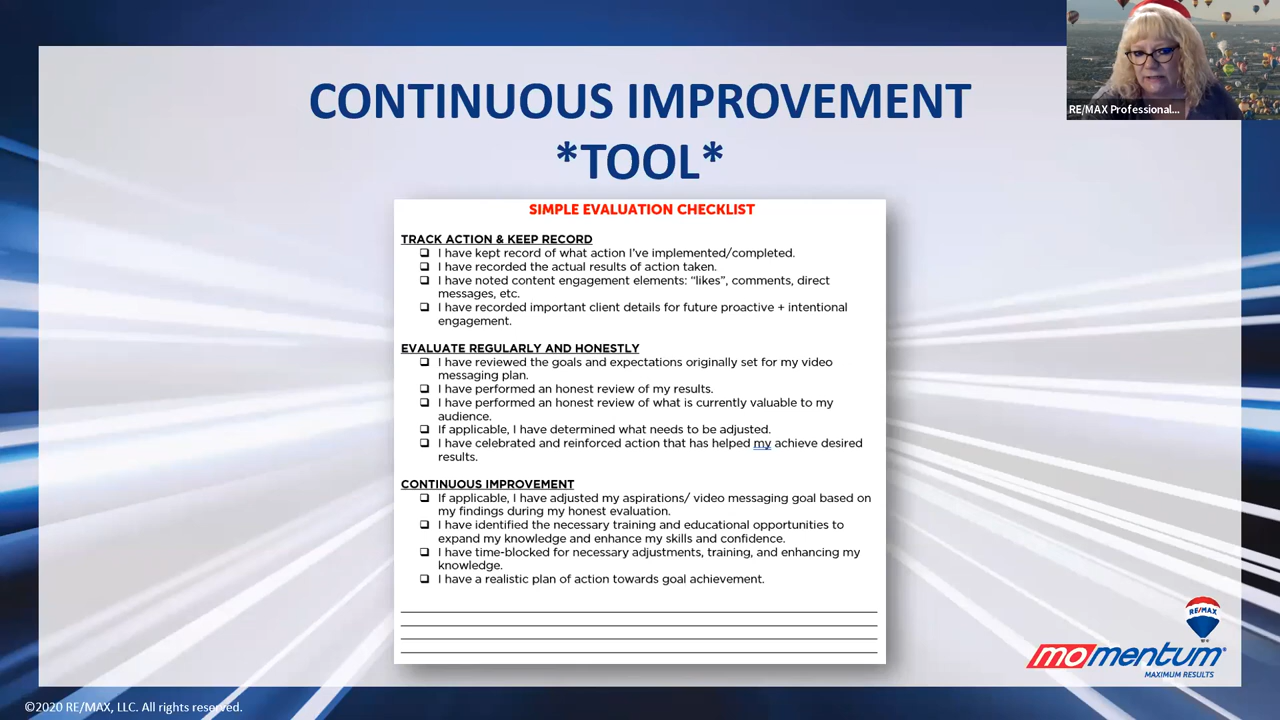 RE/MAX Professional...
CONTINUOUS IMPROVEMENT
*TOOL*
SIMPLE EVALUATION CHECKLIST
TRACK ACTION & KEEP RECORD
❑ I have kept record of what action I've implemented/completed.
❑ I have recorded the actual results of action taken.
❑ I have noted content engagement elements: "likes", comments, direct
messages, etc.
❑ I have recorded important client details for future proactive + intentional
engagement.
EVALUATE REGULARLY AND HONESTLY
❑ I have reviewed the goals and expectations originally set for my video
messaging plan.
❑ I have performed an honest review of my results.
❑ I have performed an honest review of what is currently valuable to my
audience.
❑ If applicable, I have determined what needs to be adjusted.
❑ I have celebrated and reinforced action that has helped my achieve desired
results.
CONTINUOUS IMPROVEMENT
❑ If applicable, I have adjusted my aspirations/ video messaging goal based on
my findings during my honest evaluation.
❑ I have identified the necessary training and educational opportunities to
expand my knowledge and enhance my skills and confidence.
❑ I have time-blocked for necessary adjustments, training, and enhancing my
knowledge.
❑ I have a realistic plan of action towards goal achievement.
RE/MAX
momentum®
MAXIMUM RESULTS
©2020 RE/MAX, LLC. All rights reserved.